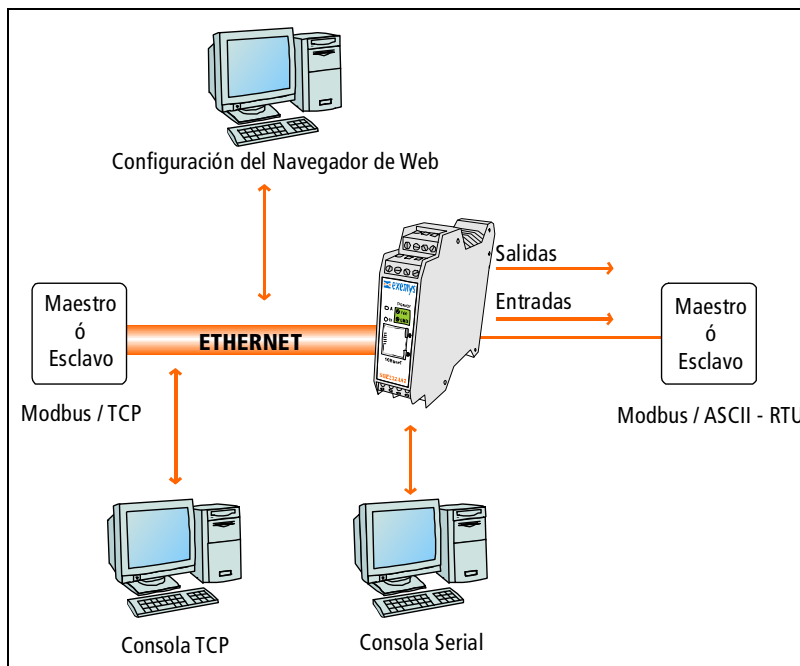 Configuración del Navegador de Web
Salidas
Entradas
exemys
Maestro
ó
Esclavo
ETHERNET
Maestro
ó
Esclavo
Modbus / TCP
Modbus / ASCII - RTU
Consola TCP
Consola Serial